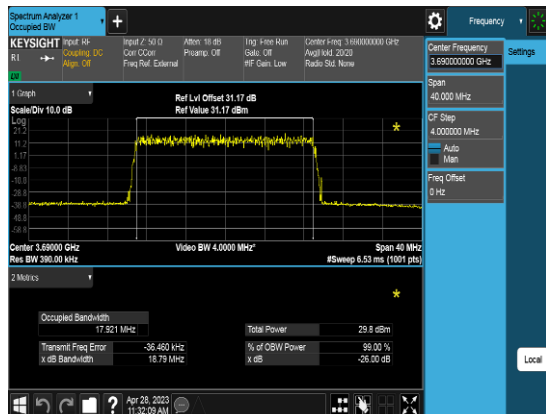 Spectrum Analyzer 1
Occupied BW
+
Frequency
KEYSIGHT
R L
Input: RF
Coupling: DC
Align: Off
Input Z: 50 Ω
Corr CCorr
Freq Ref: External
Atten: 18 dB
Preamp: Off
Trig: Free Run
Gate: Off
#IF Gain: Low
Center Freq: 3.690000000 GHz
Avg|Hold: 20/20
Radio Std: None
Center Frequency
3.690000000 GHz
Settings
Span
40.000 MHz
CF Step
4.000000 MHz
Auto
Man
Freq Offset
0 Hz
1 Graph
Scale/Div 10.0 dB
Ref Lvl Offset 31.17 dB
Ref Value 31.17 dBm
Log
21.2
11.2
1.17
-8.83
-18.8
-28.8
-38.8
-48.8
-58.8
Center 3.69000 GHz
Res BW 390.00 kHz
Video BW 4.0000 MHz*
Span 40 MHz
#Sweep 6.53 ms (1001 pts)
2 Metrics
Occupied Bandwidth
17.921 MHz
Total Power 29.8 dBm
Transmit Freq Error -36.460 kHz
% of OBW Power 99.00 %
x dB Bandwidth 18.79 MHz
x dB -26.00 dB
Local
?
Apr 28, 2023
11:32:09 AM